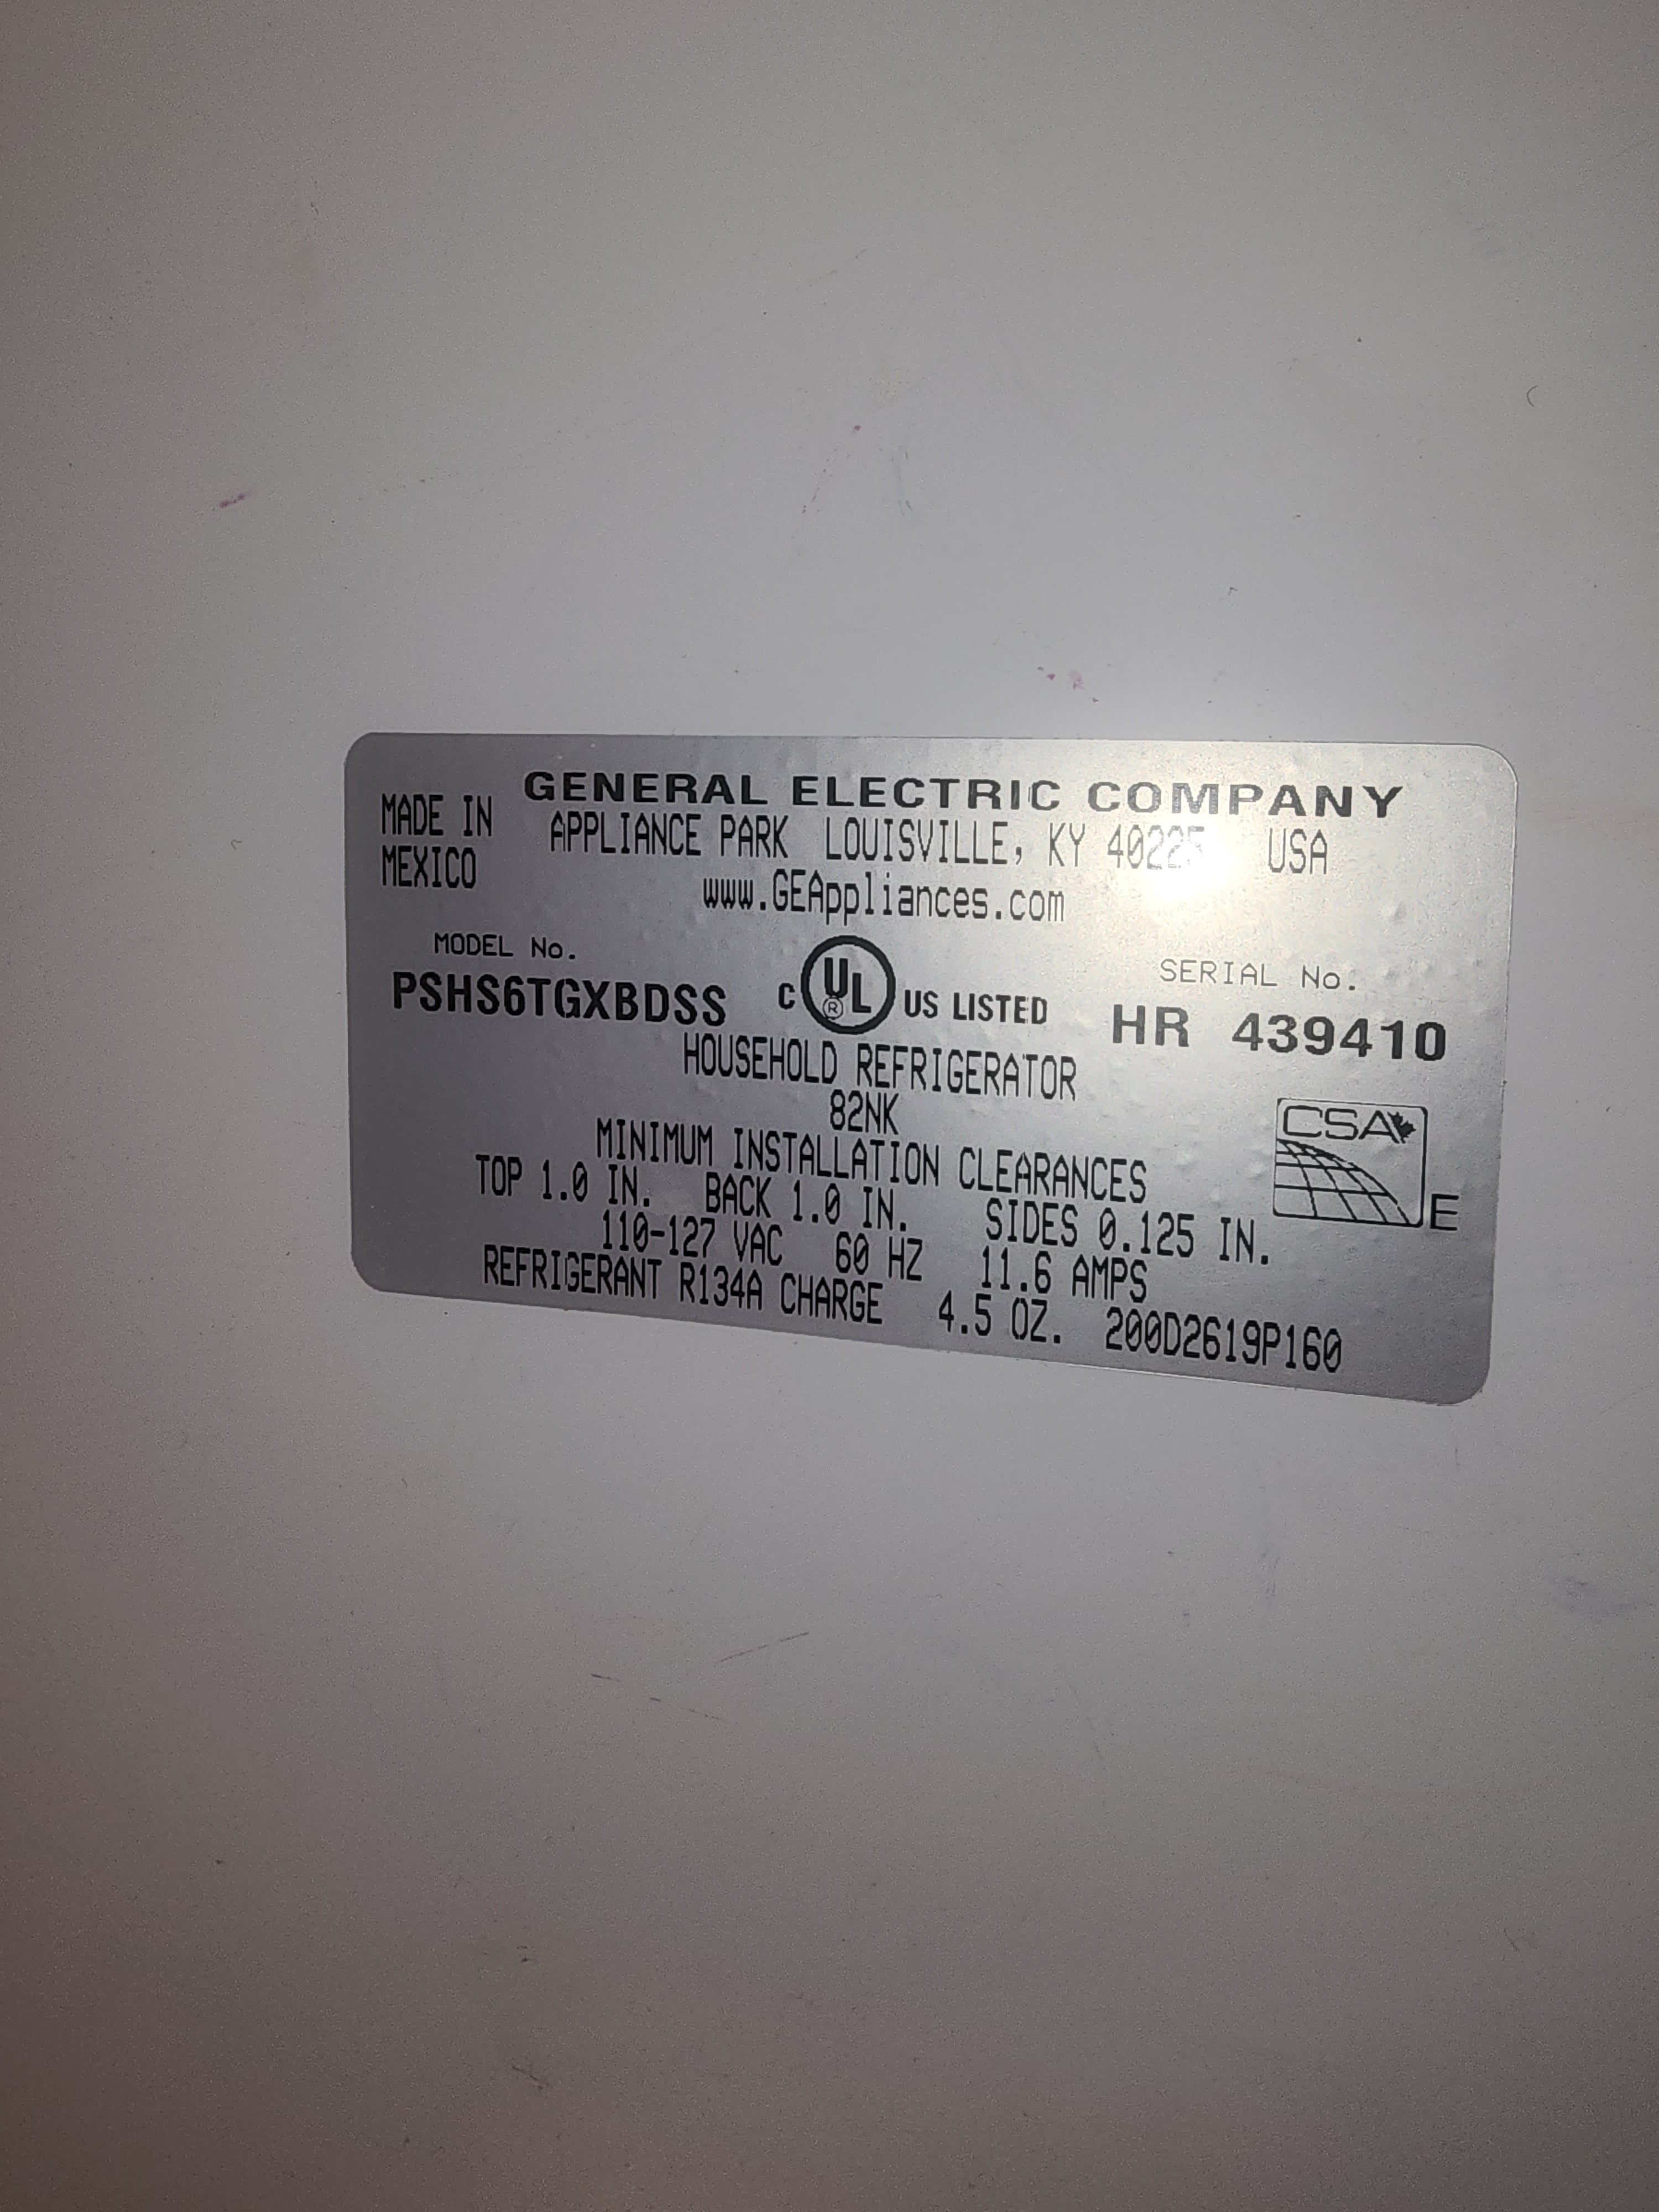 GENERAL ELECTRIC COMPANY
MADE IN
MEXICO
APPLIANCE PARK LOUISVILLE, KY 40225 USA
www.GEAppliances.com
MODEL No.
PSHS6TGXBDSS
C UL ® US LISTED
SERIAL No.
HR 439410
HOUSEHOLD REFRIGERATOR
82NK
CSA
E
MINIMUM INSTALLATION CLEARANCES
TOP 1.0 IN. BACK 1.0 IN. SIDES 0.125 IN.
110-127 VAC 60 HZ 11.6 AMPS
REFRIGERANT R134A CHARGE 4.5 OZ. 200D2619P160